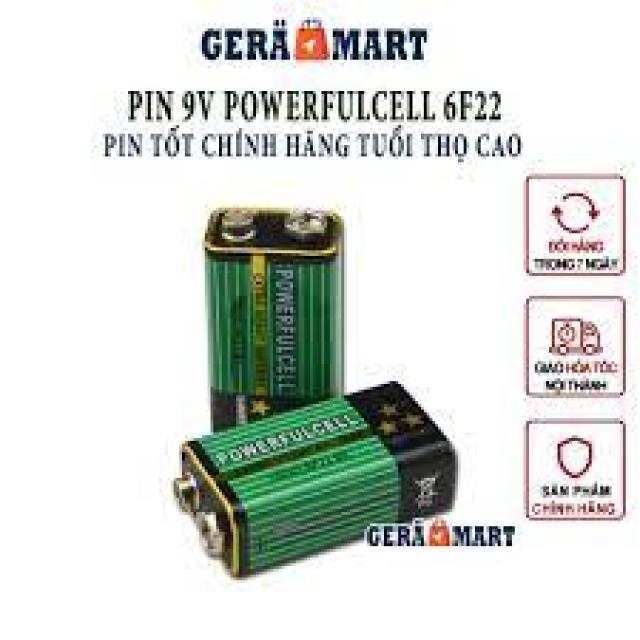 GERÄ MART
PIN 9V POWERFULCELL 6F22
PIN TỐT CHÍNH HÃNG TUỔI THỌ CAO
POWERFULCELL
ĐỔI HÀNG
TRONG 7 NGÀY
GIAO HỎA TỐC
NỘI THÀNH
POWERFULCELL
SẢN PHẨM
CHÍNH HÃNG
GERÄ MART